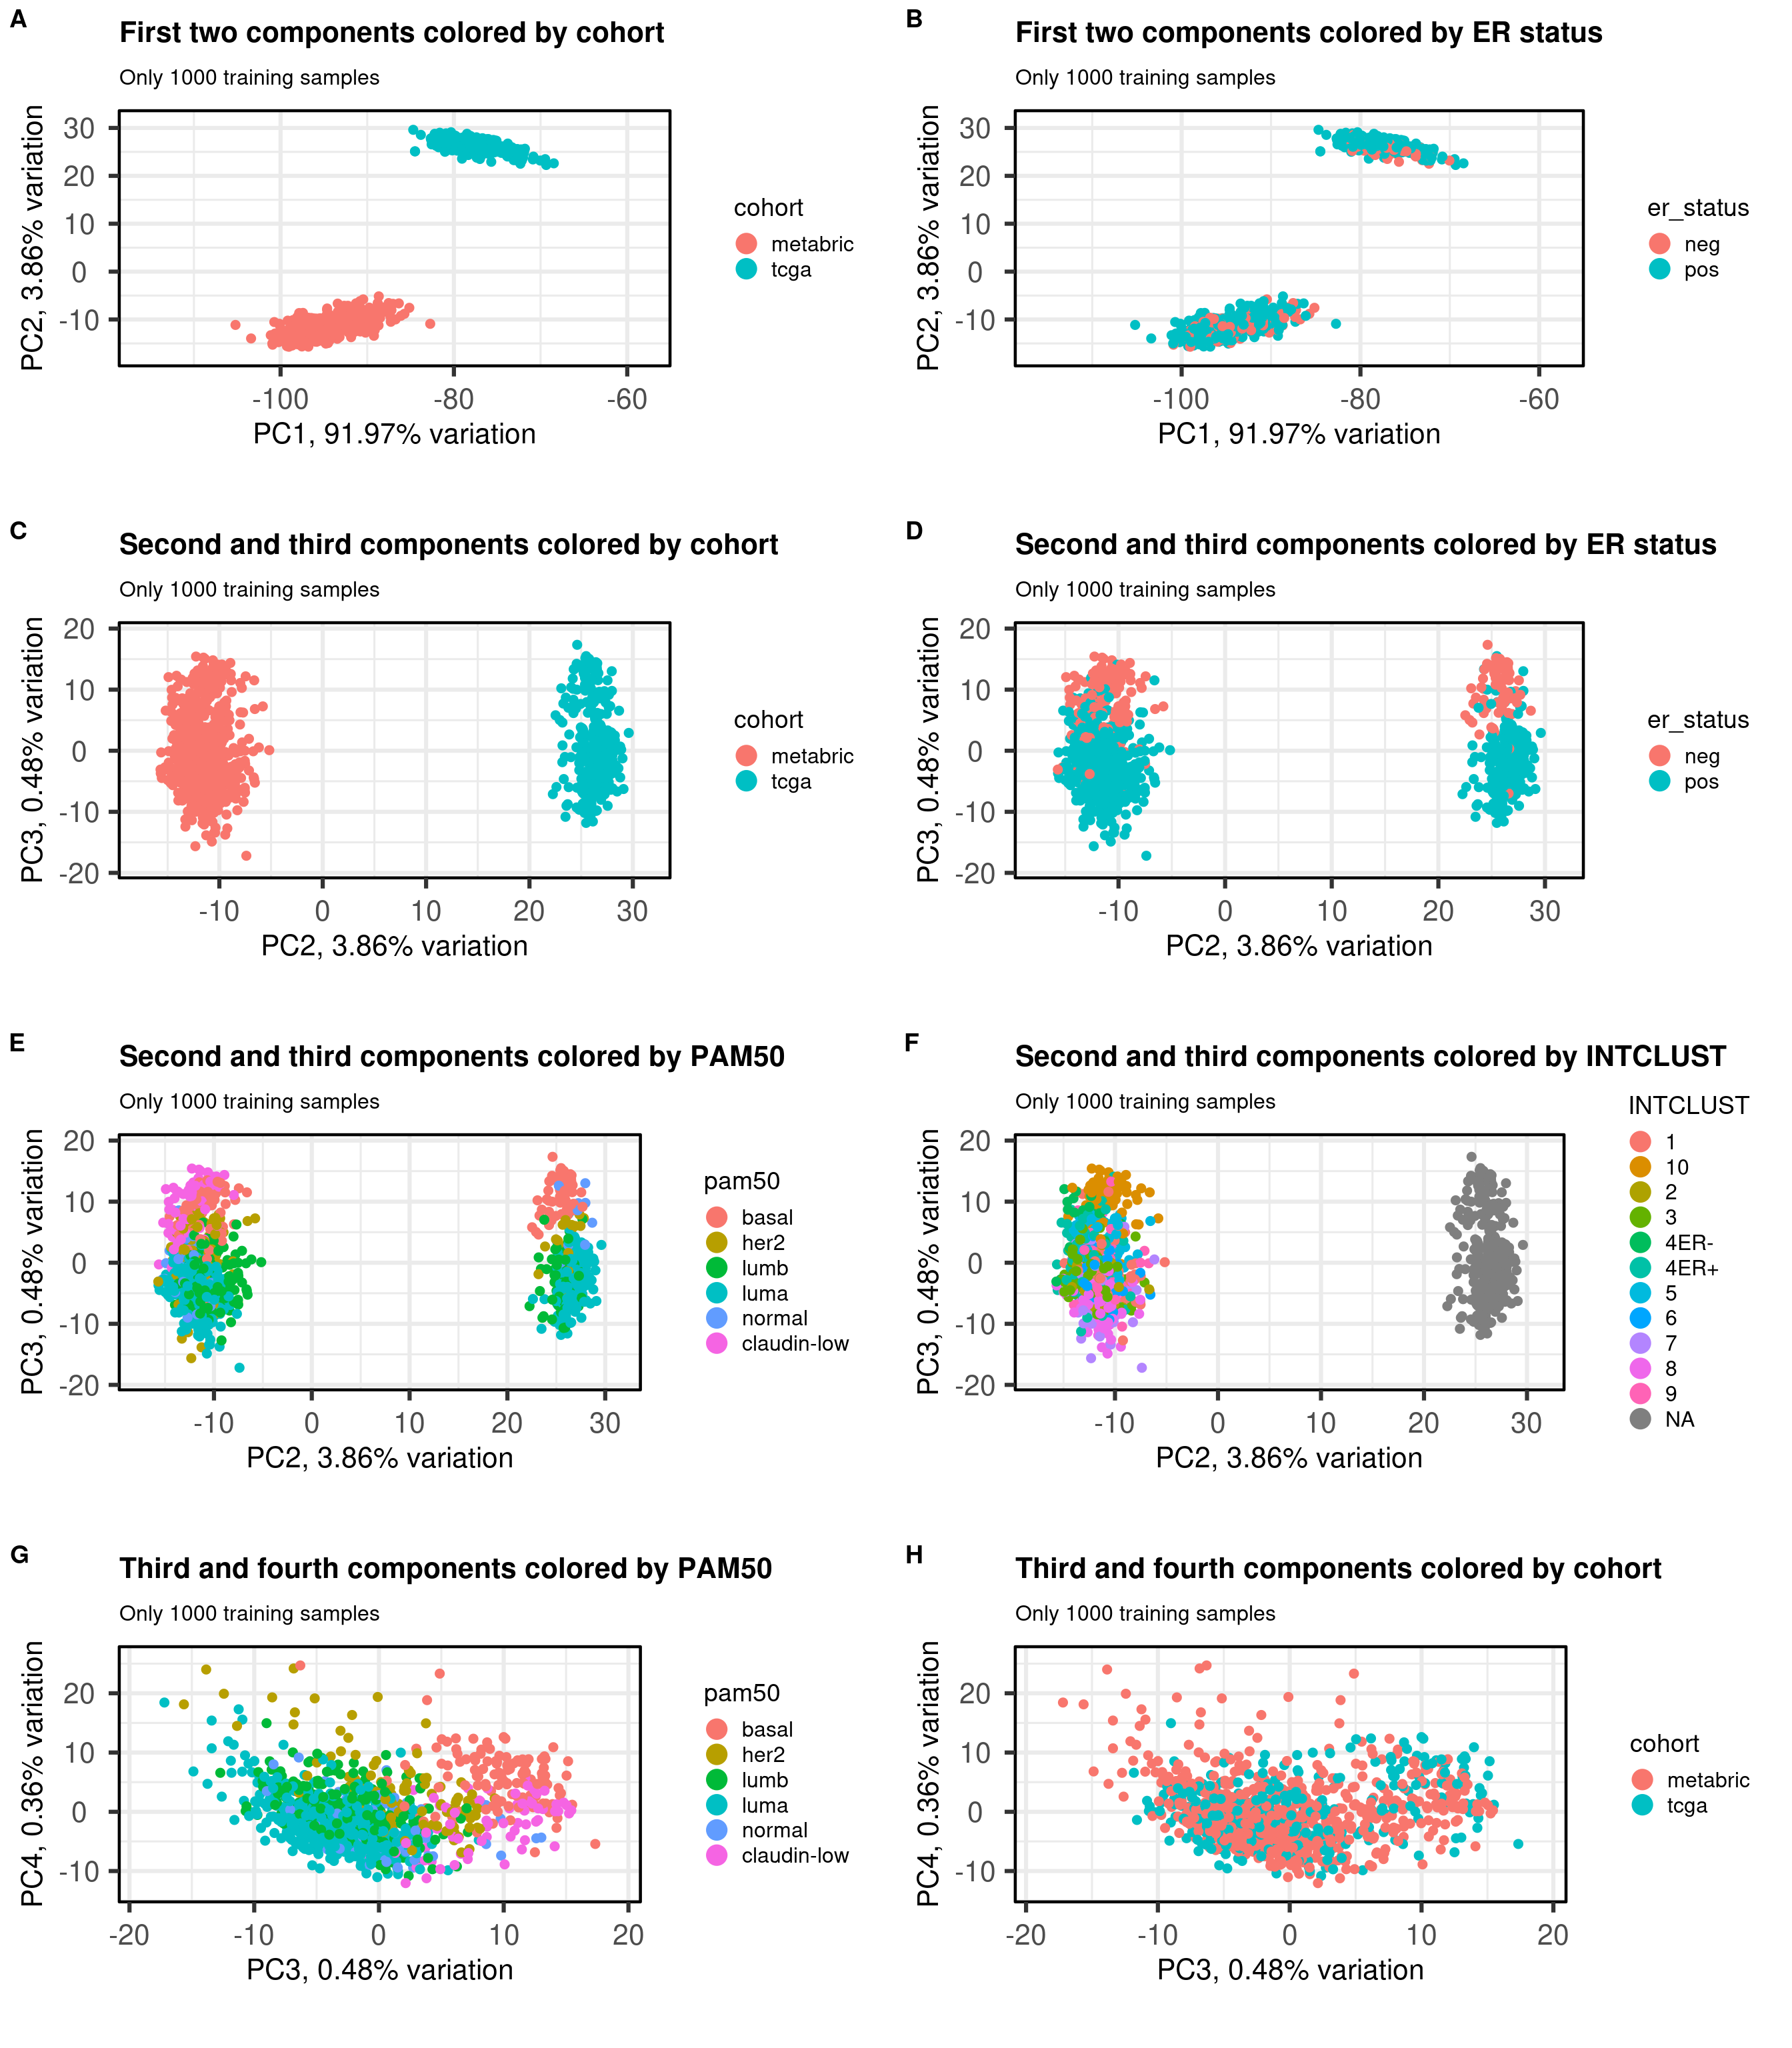 A
First two components colored by cohort
Only 1000 training samples
PC2, 3.86% variation
30
20
10
0
-10
-100
-80
-60
PC1, 91.97% variation
cohort
metabric
tcga
B
First two components colored by ER status
Only 1000 training samples
PC2, 3.86% variation
30
20
10
0
-10
-100
-80
-60
PC1, 91.97% variation
er_status
neg
pos
C
Second and third components colored by cohort
Only 1000 training samples
PC3, 0.48% variation
20
10
0
-10
-20
-10
0
10
20
30
PC2, 3.86% variation
cohort
metabric
tcga
D
Second and third components colored by ER status
Only 1000 training samples
PC3, 0.48% variation
20
10
0
-10
-20
-10
0
10
20
30
PC2, 3.86% variation
er_status
neg
pos
E
Second and third components colored by PAM50
Only 1000 training samples
PC3, 0.48% variation
20
10
0
-10
-20
-10
0
10
20
30
PC2, 3.86% variation
pam50
basal
her2
lumb
luma
normal
claudin-low
F
Second and third components colored by INTCLUST
Only 1000 training samples
PC3, 0.48% variation
20
10
0
-10
-20
-10
0
10
20
30
PC2, 3.86% variation
INTCLUST
1
10
2
3
4ER-
4ER+
5
6
7
8
9
NA
G
Third and fourth components colored by PAM50
Only 1000 training samples
PC4, 0.36% variation
20
10
0
-10
-20
-10
0
10
20
PC3, 0.48% variation
pam50
basal
her2
lumb
luma
normal
claudin-low
H
Third and fourth components colored by cohort
Only 1000 training samples
PC4, 0.36% variation
20
10
0
-10
-20
-10
0
10
20
PC3, 0.48% variation
cohort
metabric
tcga